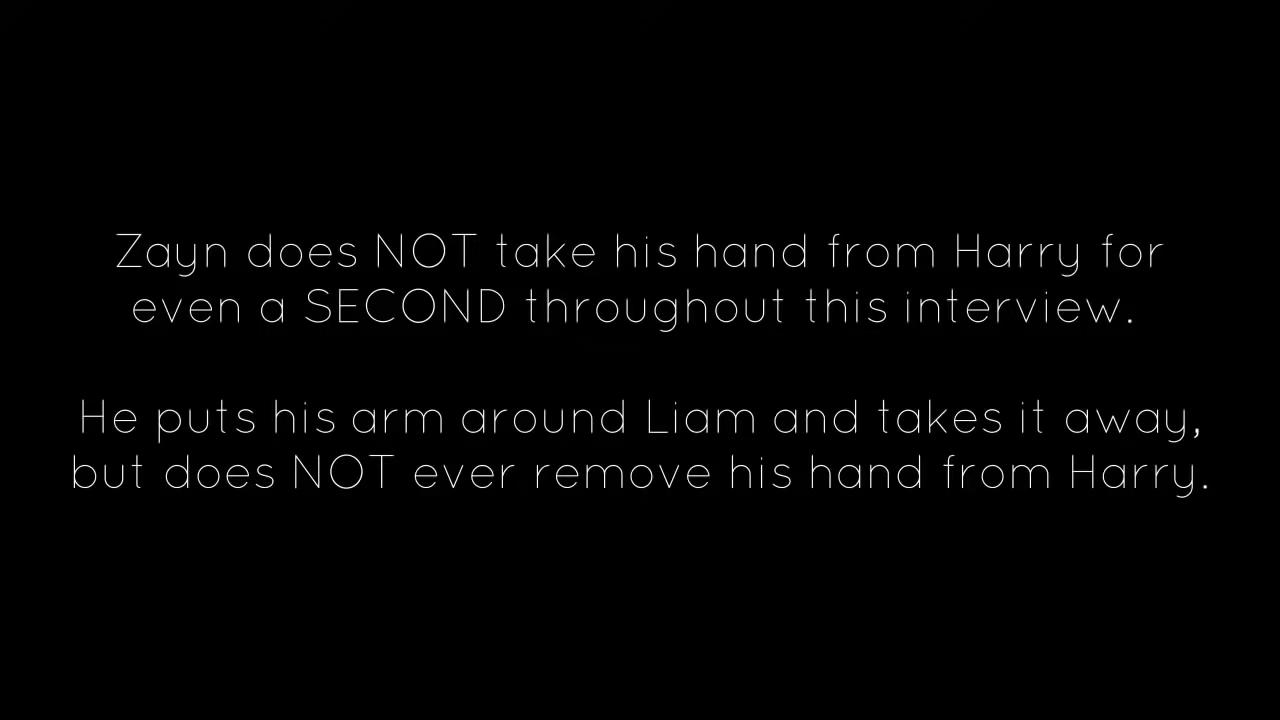 Zayn does NOT take his hand from Harry for
even a SECOND throughout this interview.
He puts his arm around Liam and takes it away,
but does NOT ever remove his hand from Harry.